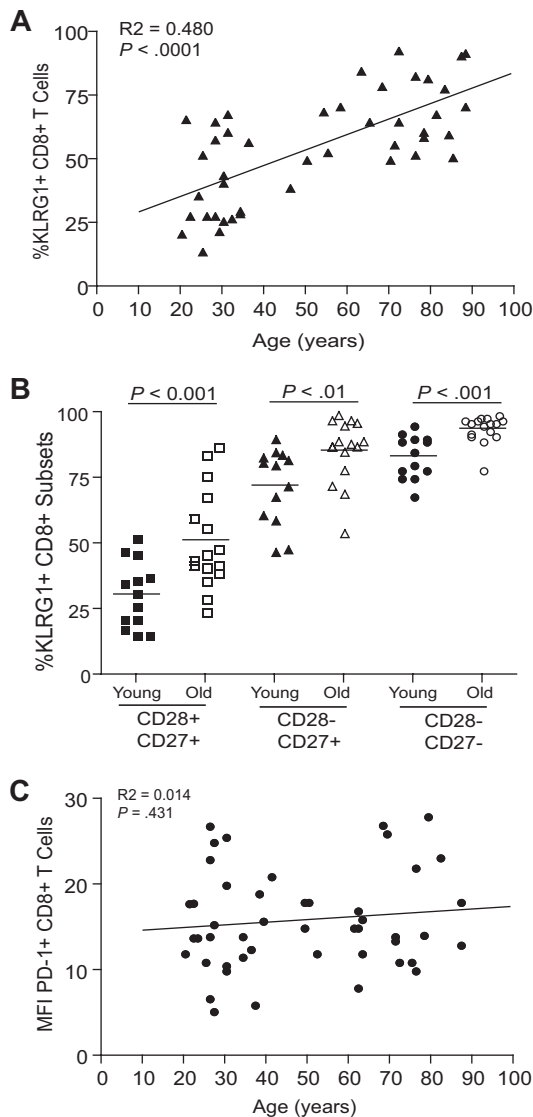 A
R2 = 0.480
P < .0001
%KLRG1+ CD8+ T Cells
100
75
50
25
0
0 10 20 30 40 50 60 70 80 90 100
Age (years)
B
P < 0.001 P < .01 P < .001
%KLRG1+ CD8+ Subsets
100
75
50
25
0
Young Old Young Old Young Old
CD28+ CD28- CD28-
CD27+ CD27+ CD27-
C
R2 = 0.014
P = .431
MFI PD-1+ CD8+ T Cells
30
20
10
0
0 10 20 30 40 50 60 70 80 90 100
Age (years)